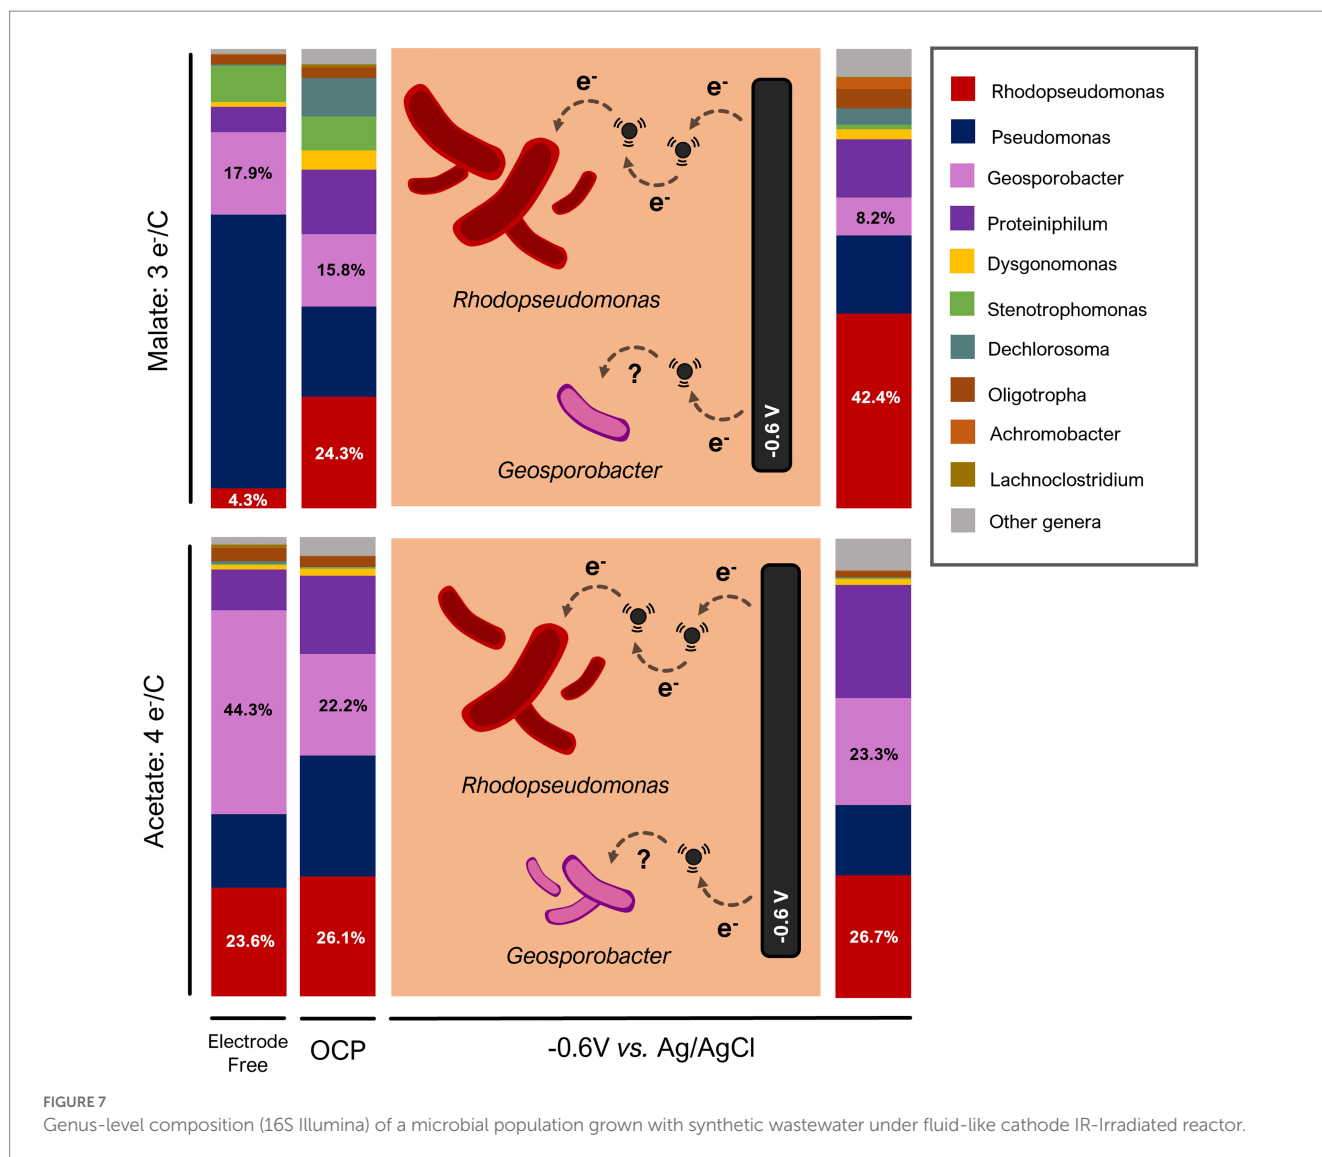 Malate: 3 e-/C
17.9%
4.3%
15.8%
24.3%
e-
e-
e-
Rhodopseudomonas
?
e-
Geosporobacter
-0.6 V
8.2%
42.4%
Rhodopseudomonas
Pseudomonas
Geosporobacter
Proteiniphilum
Dysgonomonas
Stenotrophomonas
Dechlorosoma
Oligotropha
Achromobacter
Lachnoclostridium
Other genera
Acetate: 4 e-/C
44.3%
23.6%
22.2%
26.1%
e-
e-
e-
Rhodopseudomonas
?
e-
Geosporobacter
-0.6 V
23.3%
26.7%
Electrode
Free
OCP
-0.6V vs. Ag/AgCl
FIGURE 7
Genus-level composition (16S Illumina) of a microbial population grown with synthetic wastewater under fluid-like cathode IR-Irradiated reactor.